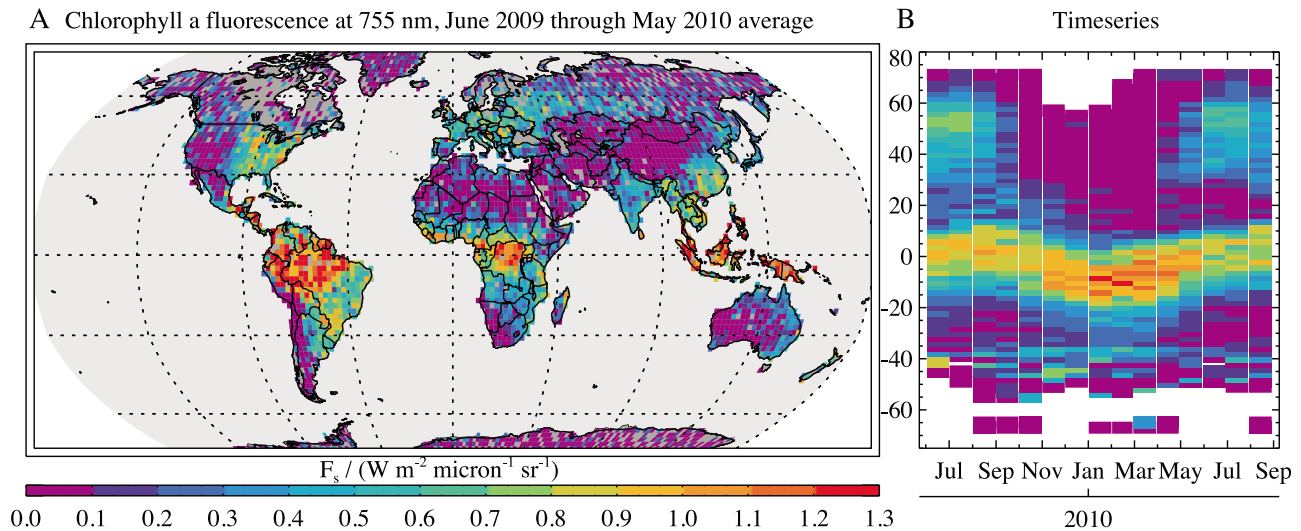 A Chlorophyll a fluorescence at 755 nm, June 2009 through May 2010 average
F_s / (W m⁻² micron⁻¹ sr⁻¹)
0.0 0.1 0.2 0.3 0.4 0.5 0.6 0.7 0.8 0.9 1.0 1.1 1.2 1.3
B Timeseries
80
60
40
20
0
-20
-40
-60
Jul Sep Nov Jan Mar May Jul Sep
2010